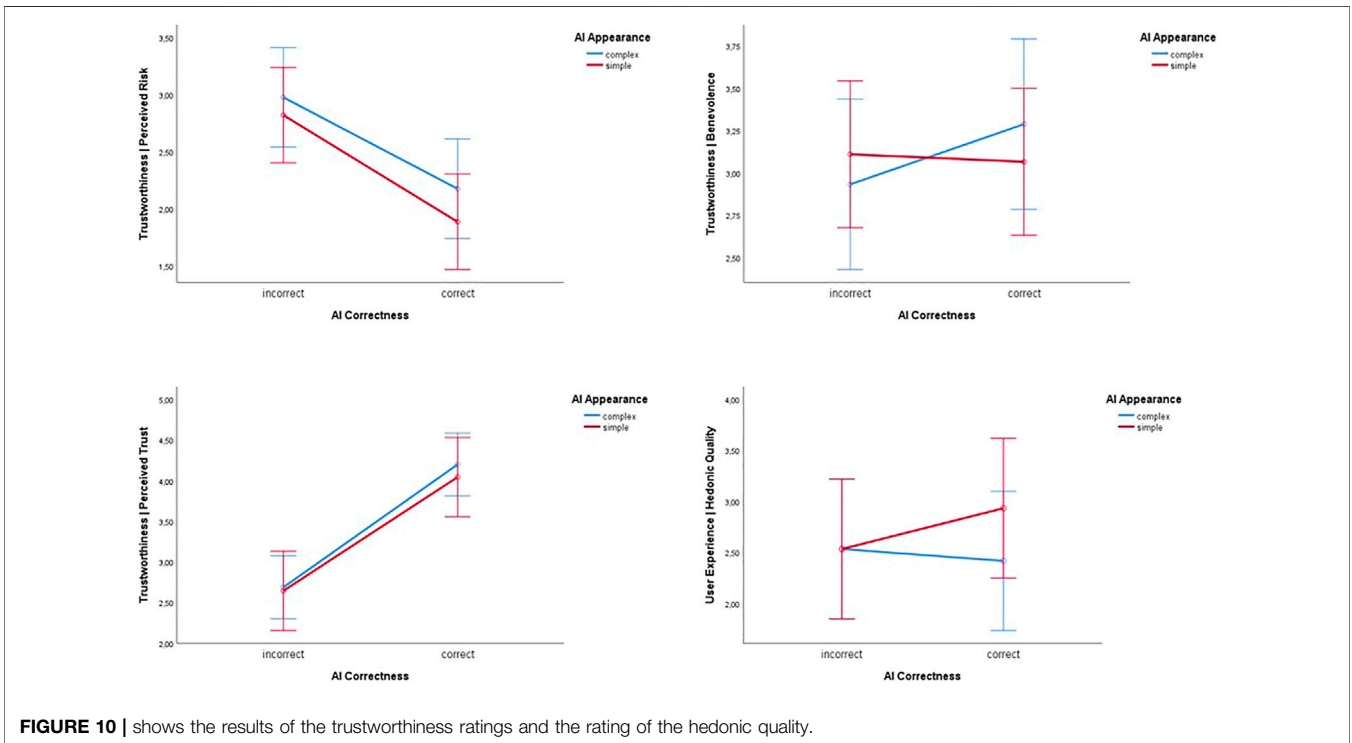 Trustworthiness | Perceived Risk
3,50
3,00
2,50
2,00
1,50
incorrect
correct
AI Correctness
AI Appearance
complex
simple
Trustworthiness | Benevolence
3,75
3,50
3,25
3,00
2,75
2,50
incorrect
correct
AI Correctness
AI Appearance
complex
simple
Trustworthiness | Perceived Trust
5,00
4,50
4,00
3,50
3,00
2,50
2,00
incorrect
correct
AI Correctness
AI Appearance
complex
simple
User Experience | Hedonic Quality
4,00
3,50
3,00
2,50
2,00
incorrect
correct
AI Correctness
AI Appearance
complex
simple
FIGURE 10 | shows the results of the trustworthiness ratings and the rating of the hedonic quality.